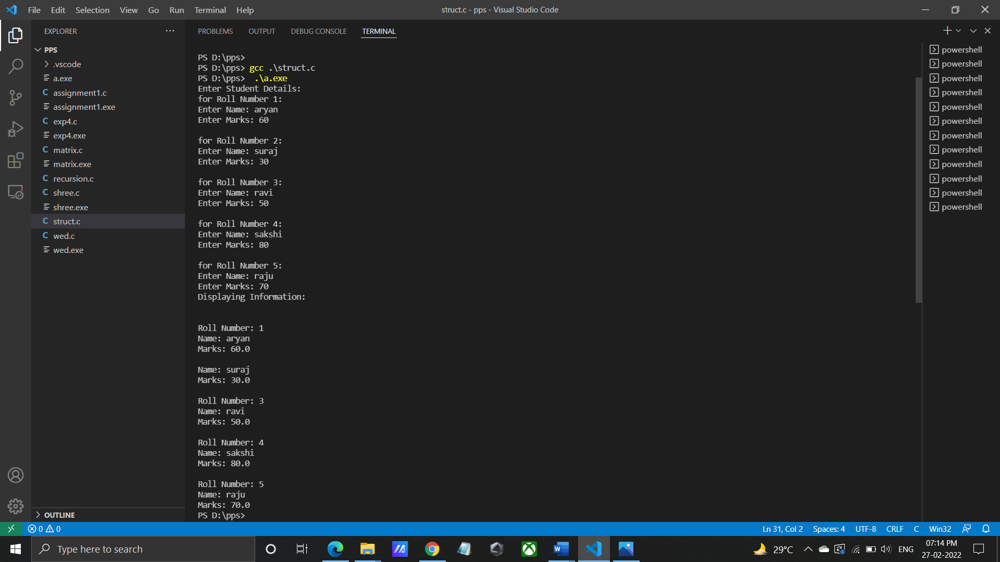 File Edit Selection View Go Run Terminal Help
struct.c - pps - Visual Studio Code
EXPLORER
PPS
.vscode
a.exe
C assignment1.c
assignment1.exe
C exp4.c
exp4.exe
C matrix.c
matrix.exe
C recursion.c
C shree.c
shree.exe
C struct.c
C wed.c
wed.exe
OUTLINE
PROBLEMS OUTPUT DEBUG CONSOLE TERMINAL
PS D:\pps>
PS D:\pps> gcc .\struct.c
PS D:\pps>  .\a.exe
Enter Student Details:
for Roll Number 1:
Enter Name: aryan
Enter Marks: 60
for Roll Number 2:
Enter Name: suraj
Enter Marks: 30
for Roll Number 3:
Enter Name: ravi
Enter Marks: 50
for Roll Number 4:
Enter Name: sakshi
Enter Marks: 80
for Roll Number 5:
Enter Name: raju
Enter Marks: 70
Displaying Information:
Roll Number: 1
Name: aryan
Marks: 60.0
Name: suraj
Marks: 30.0
Roll Number: 3
Name: ravi
Marks: 50.0
Roll Number: 4
Name: sakshi
Marks: 80.0
Roll Number: 5
Name: raju
Marks: 70.0
PS D:\pps>
powershell
powershell
powershell
powershell
powershell
powershell
powershell
powershell
powershell
powershell
powershell
powershell
0 0
Ln 31, Col 2 Spaces: 4 UTF-8 CRLF C Win32
Type here to search
29°C
ENG
07:14 PM
27-02-2022